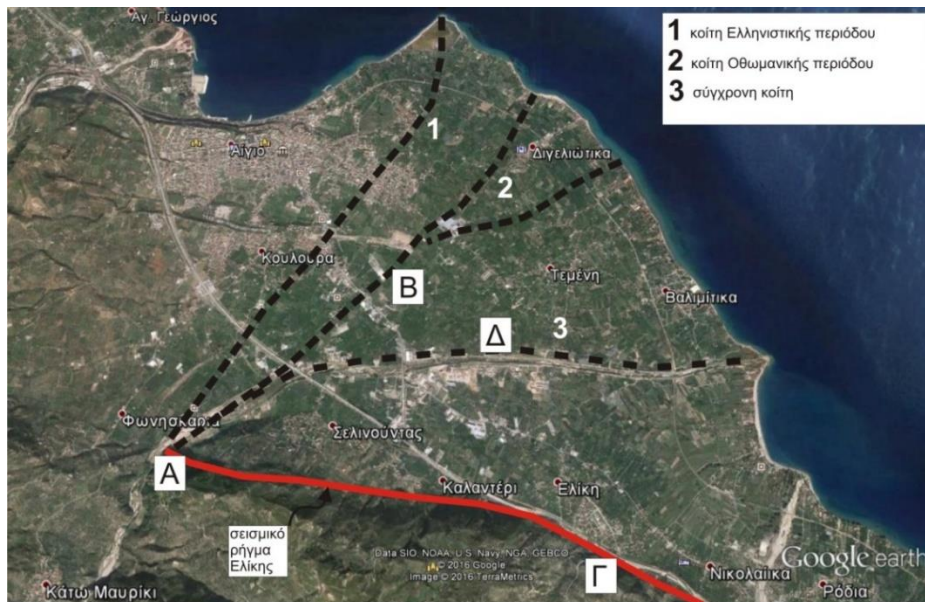 Αγ. Γεώργιος
1 κοίτη Ελληνιστικής περιόδου
2 κοίτη Οθωμανικής περιόδου
3 σύγχρονη κοίτη
1
Αίγιο
Διγελιώτικα
2
Κουλουρα
Τεμένη
Β
Βαλιμίτικα
Δ
3
Φωνησκαρια
Σελινούντας
Α
Καλαντέρι
Ελίκη
σεισμικό
ρήγμα
Ελίκης
Data SIO, NOAA, U.S. Navy, NGA, GEBCO
© 2016 Google
Image © 2016 TerraMetrics
Γ
Google earth
Νικολαίικα
Κάτω Μαυρίκι
Ρόδια